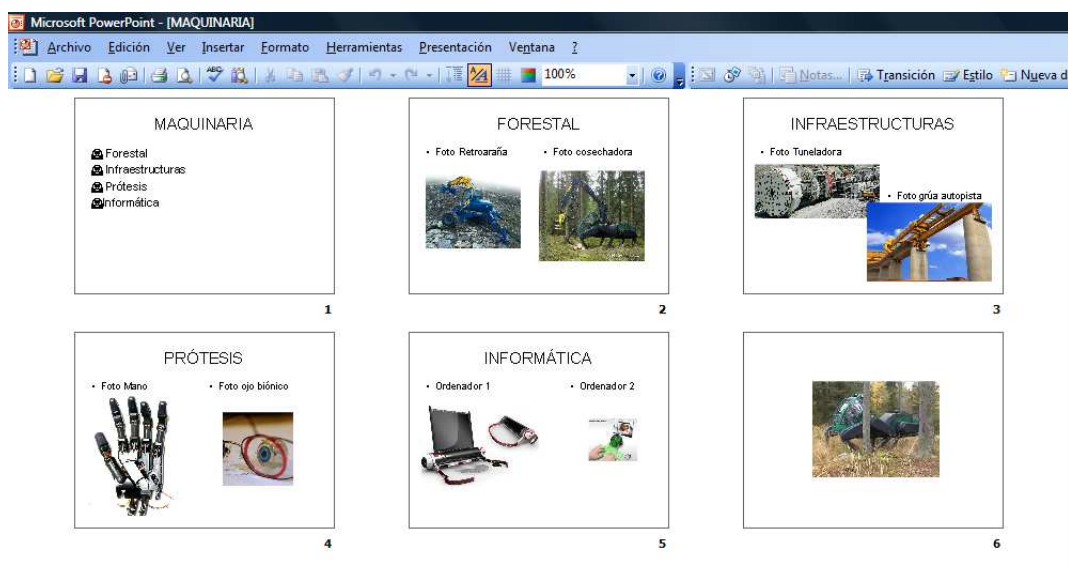 Microsoft PowerPoint - [MAQUINARIA]
Archivo Edición Ver Insertar Formato Herramientas Presentación Ventana ?
100% Notas... Transición Estilo Nueva d
MAQUINARIA
Forestal
Infraestructuras
Prótesis
Informática
1
FORESTAL
• Foto Retroaraña • Foto cosechadora
2
INFRAESTRUCTURAS
• Foto Tuneladora
• Foto grúa autopista
3
PRÓTESIS
• Foto Mano • Foto ojo biónico
4
INFORMÁTICA
• Ordenador 1 • Ordenador 2
5
6